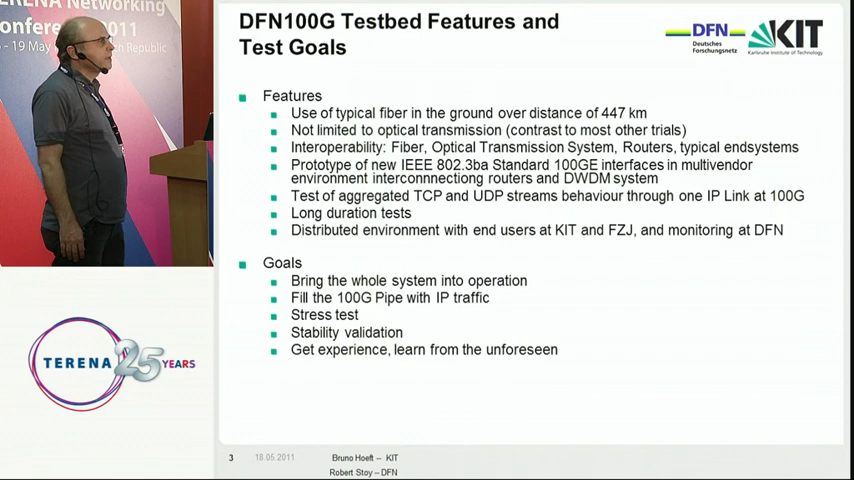 TERENA Networking
Conference 2011
- 19 May
ch Republic
DFN100G Testbed Features and
Test Goals
DFN
Deutsches
Forschungsnetz
KIT
Karlsruhe Institute of Technology
Features
Use of typical fiber in the ground over distance of 447 km
Not limited to optical transmission (contrast to most other trials)
Interoperability: Fiber, Optical Transmission System, Routers, typical endsystems
Prototype of new IEEE 802.3ba Standard 100GE interfaces in multivendor
environment interconnnectiong routers and DWDM system
Test of aggregated TCP and UDP streams behaviour through one IP Link at 100G
Long duration tests
Distributed environment with end users at KIT and FZJ, and monitoring at DFN
Goals
Bring the whole system into operation
Fill the 100G Pipe with IP traffic
Stress test
Stability validation
Get experience, learn from the unforeseen
TERENA 25 YEARS
3
18.05.2011
Bruno Hoeft – KIT
Robert Stoy – DFN